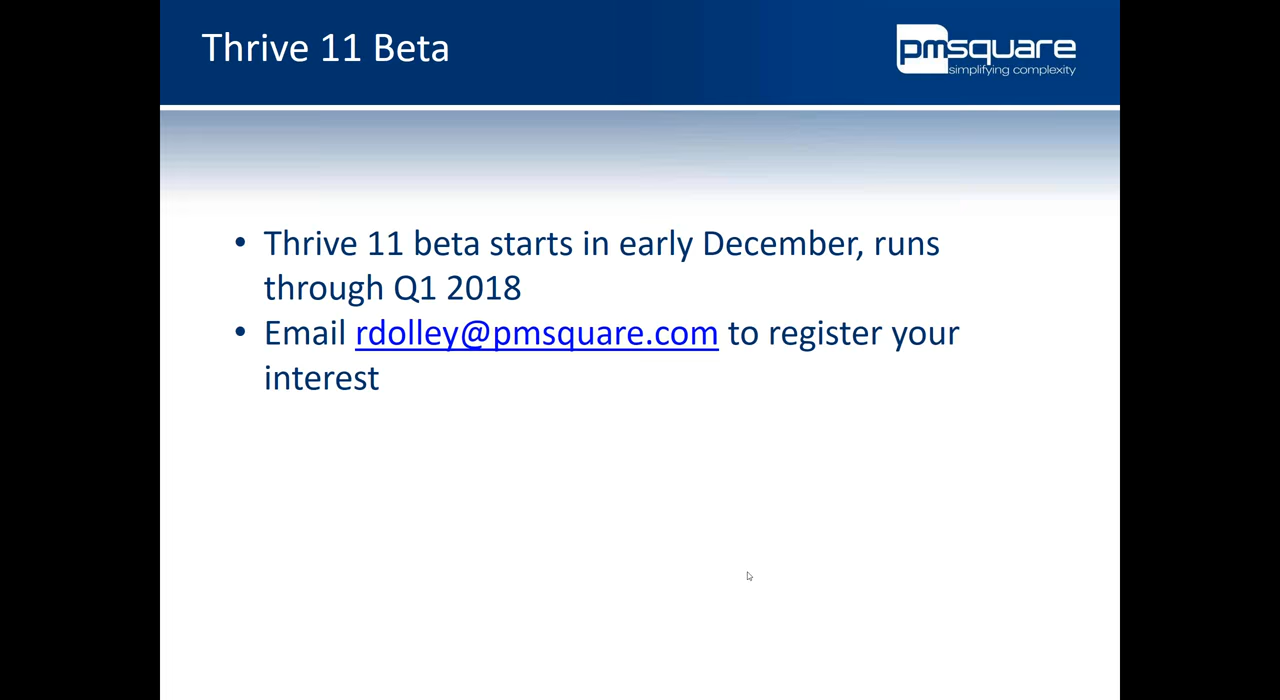 Thrive 11 Beta
pmsquare
simplifying complexity
• Thrive 11 beta starts in early December, runs
through Q1 2018
• Email rdolley@pmsquare.com to register your
interest